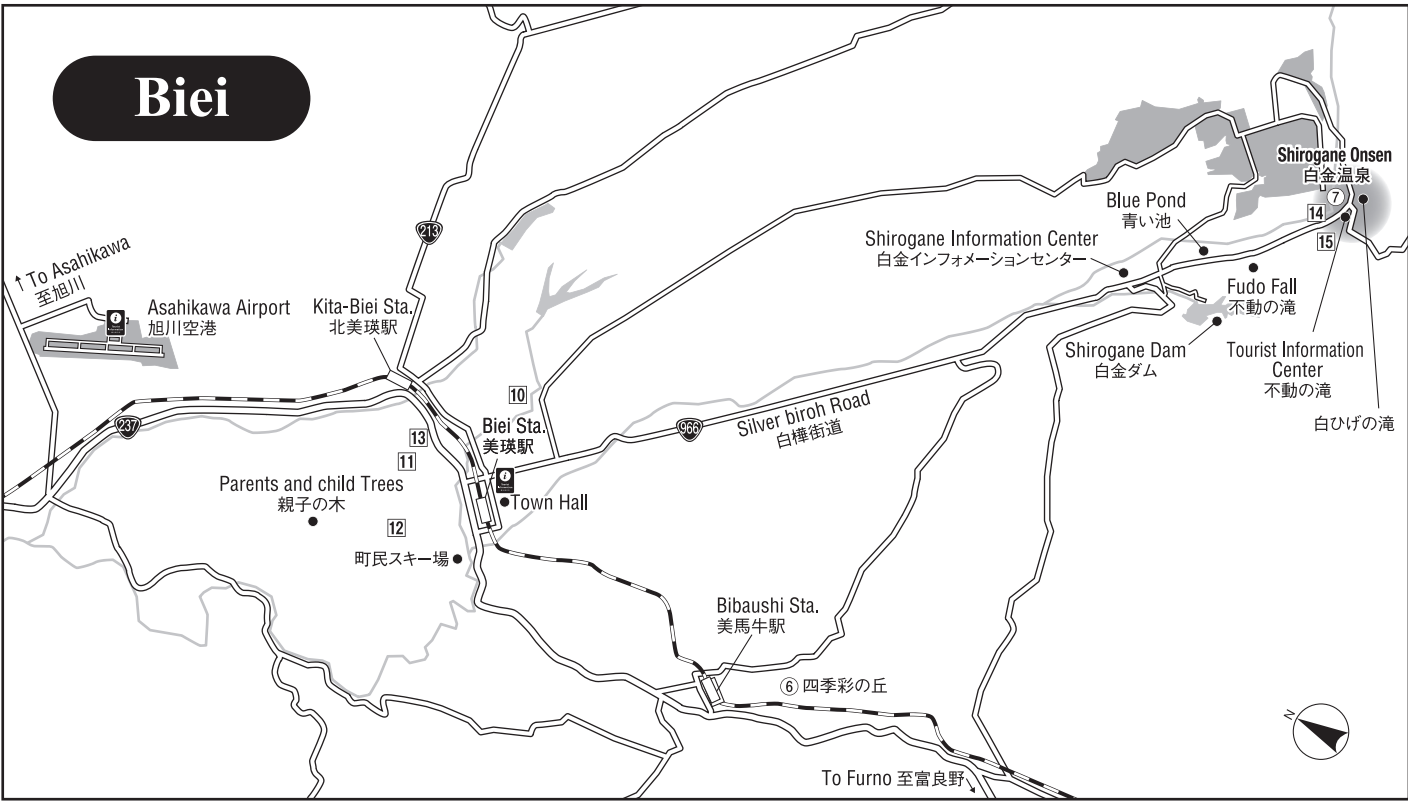 Biei
213
↑ To Asahikawa
至旭川
Asahikawa Airport
旭川空港
i
Kita-Biei Sta.
北美瑛駅
237
10
13
11
12
Biei Sta.
美瑛駅
i
Town Hall
Parents and child Trees
親子の木
町民スキー場
966
Silver biroh Road
白樺街道
Shirogane Information Center
白金インフォメーションセンター
Blue Pond
青い池
Shirogane Onsen
白金温泉
7
14
15
Fudo Fall
不動の滝
Shirogane Dam
白金ダム
Tourist Information
Center
不動の滝
白ひげの滝
Bibaushi Sta.
美馬牛駅
⑥ 四季彩の丘
To Furno 至富良野
N